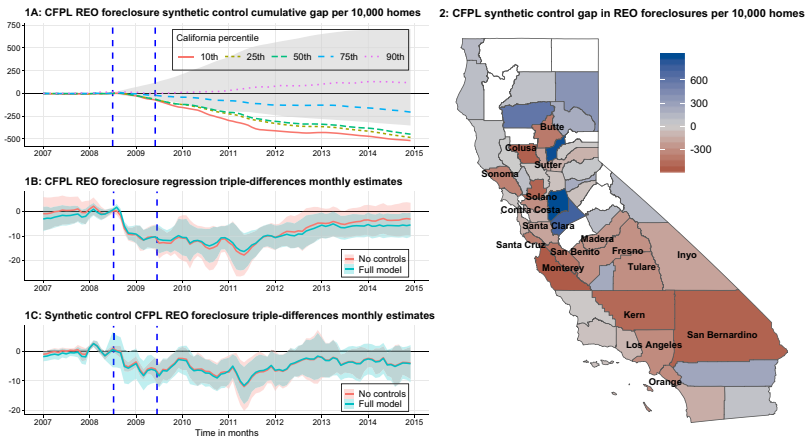 1A: CFPL REO foreclosure synthetic control cumulative gap per 10,000 homes
California percentile
10th 25th 50th 75th 90th
750
500
250
0
-250
-500
2007 2008 2009 2010 2011 2012 2013 2014 2015
1B: CFPL REO foreclosure regression triple-differences monthly estimates
0
-10
-20
No controls
Full model
2007 2008 2009 2010 2011 2012 2013 2014 2015
1C: Synthetic control CFPL REO foreclosure triple-differences monthly estimates
0
-10
-20
No controls
Full model
2007 2008 2009 2010 2011 2012 2013 2014 2015
Time in months
2: CFPL synthetic control gap in REO foreclosures per 10,000 homes
600
300
0
-300
Butte
Colusa
Sutter
Sonoma
Solano
Contra Costa
Santa Clara
Santa Cruz
Madera
San Benito
Fresno
Inyo
Monterey
Tulare
Kern
San Bernardino
Los Angeles
Orange